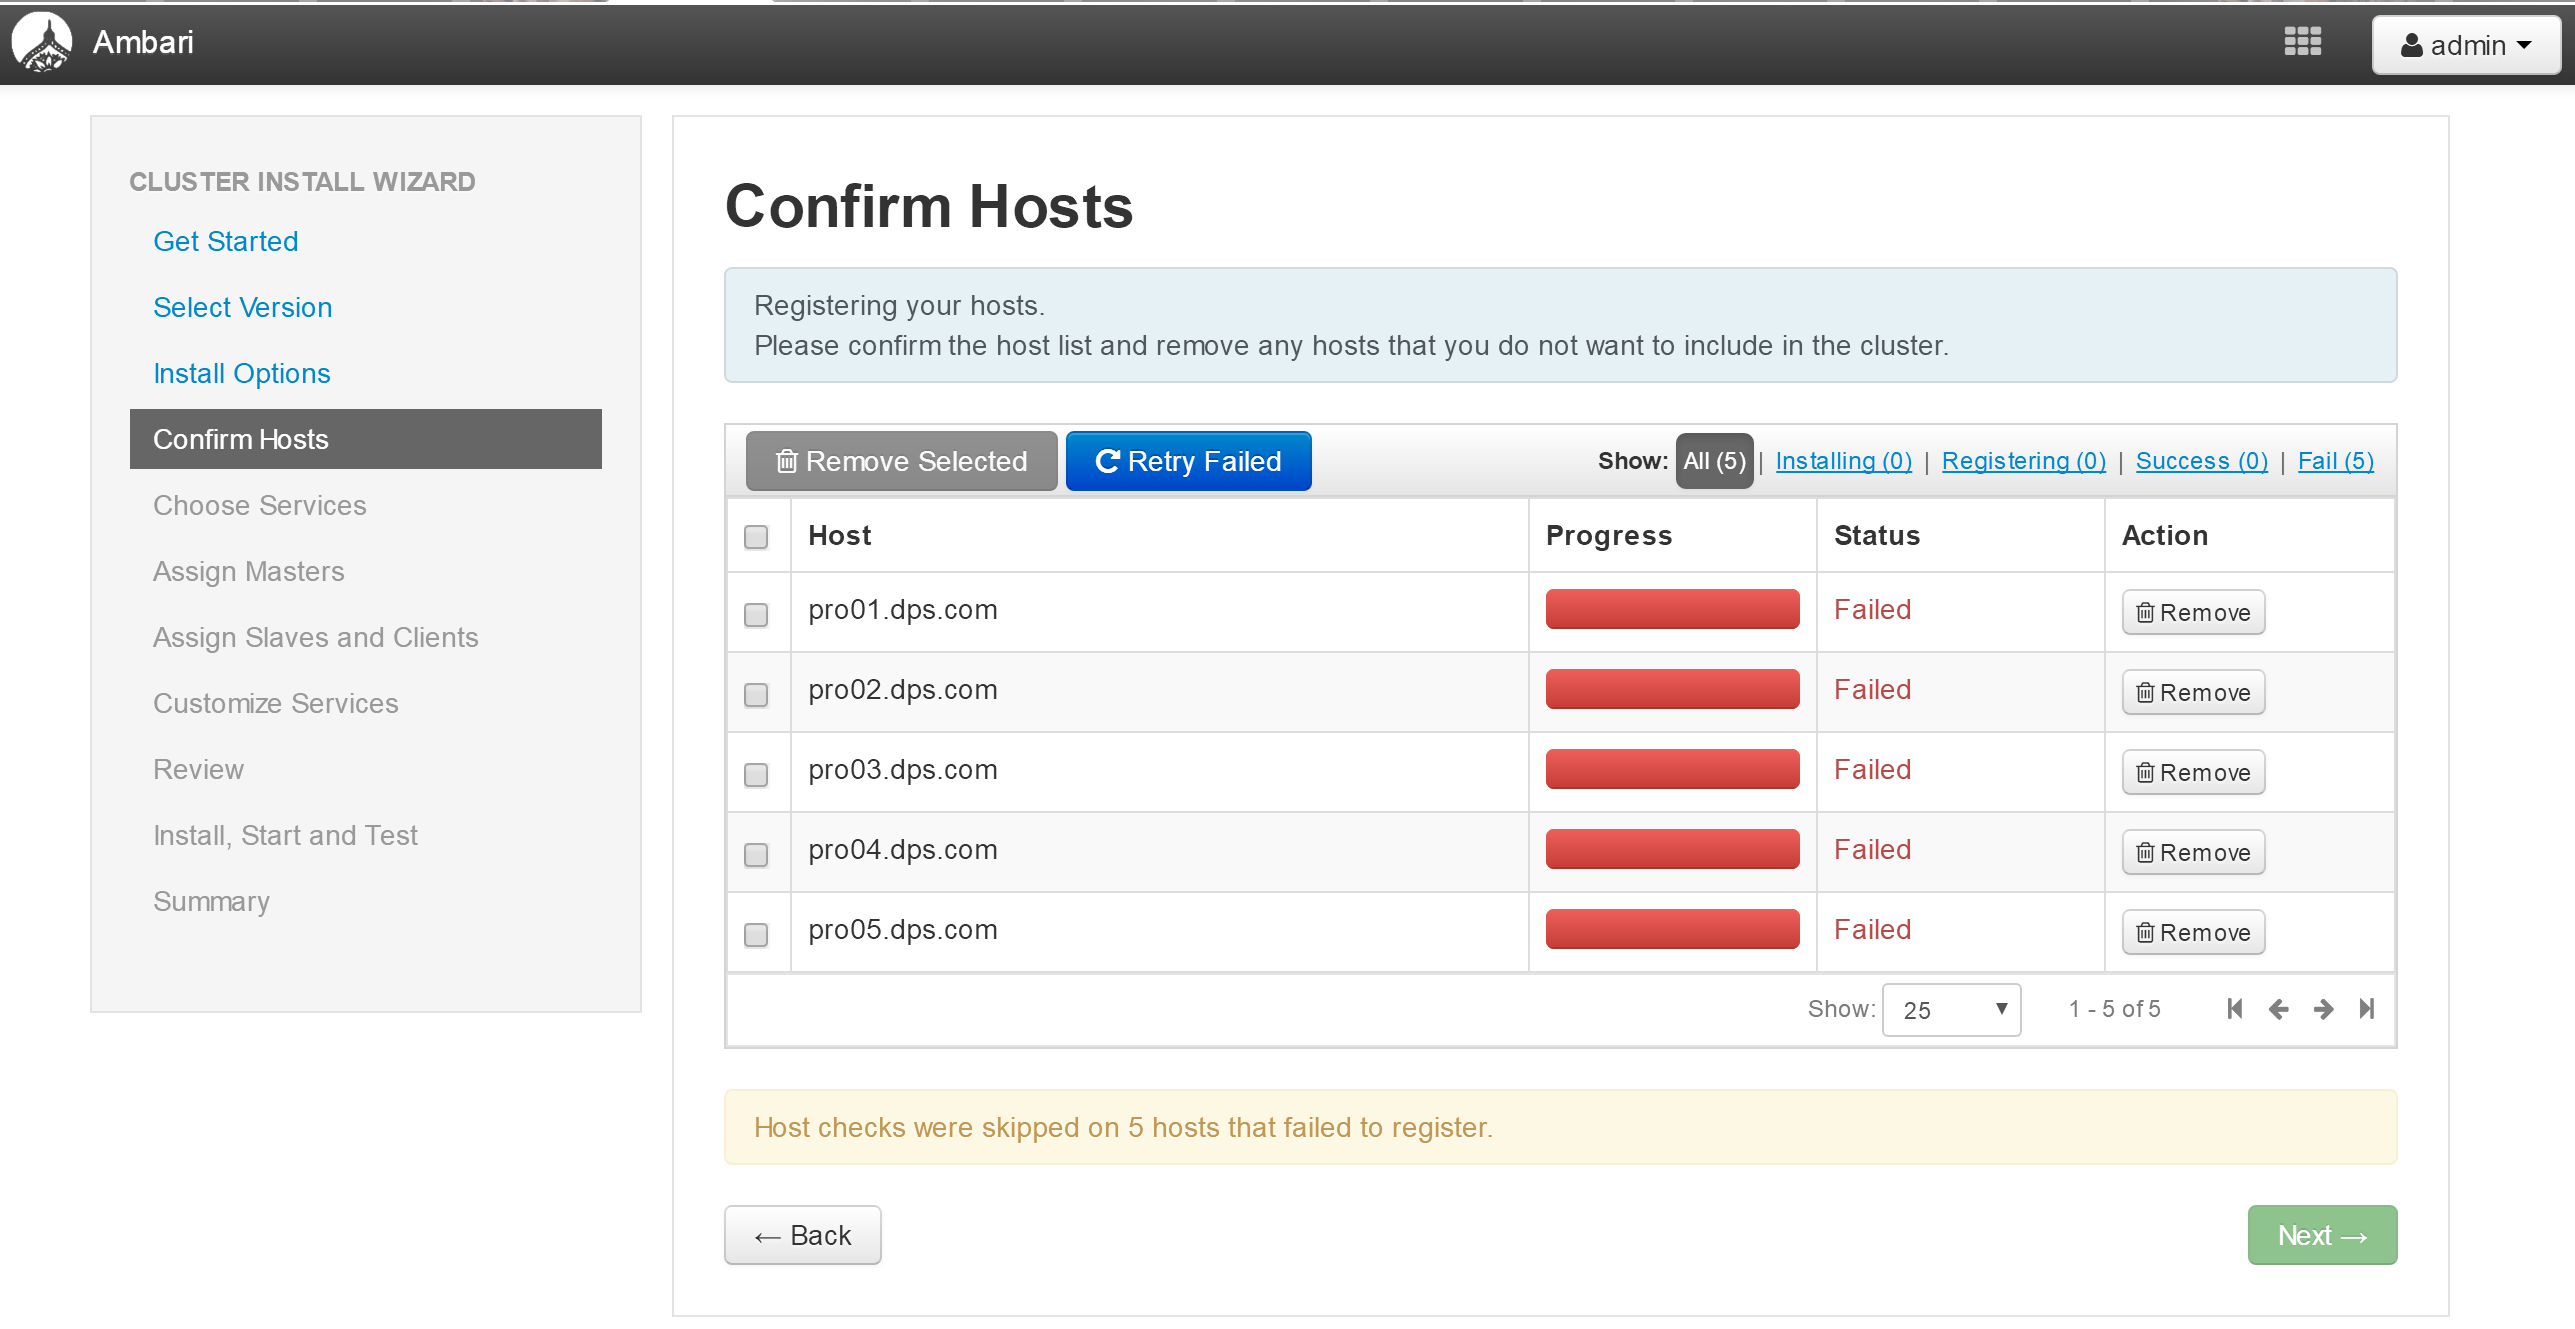 Ambari
admin
CLUSTER INSTALL WIZARD
Get Started
Select Version
Install Options
Confirm Hosts
Choose Services
Assign Masters
Assign Slaves and Clients
Customize Services
Review
Install, Start and Test
Summary
Confirm Hosts
Registering your hosts.
Please confirm the host list and remove any hosts that you do not want to include in the cluster.
Remove Selected Retry Failed Show: All (5) | Installing (0) | Registering (0) | Success (0) | Fail (5)
Host Progress Status Action
pro01.dps.com Failed Remove
pro02.dps.com Failed Remove
pro03.dps.com Failed Remove
pro04.dps.com Failed Remove
pro05.dps.com Failed Remove
Show: 25 1 - 5 of 5
Host checks were skipped on 5 hosts that failed to register.
← Back Next →